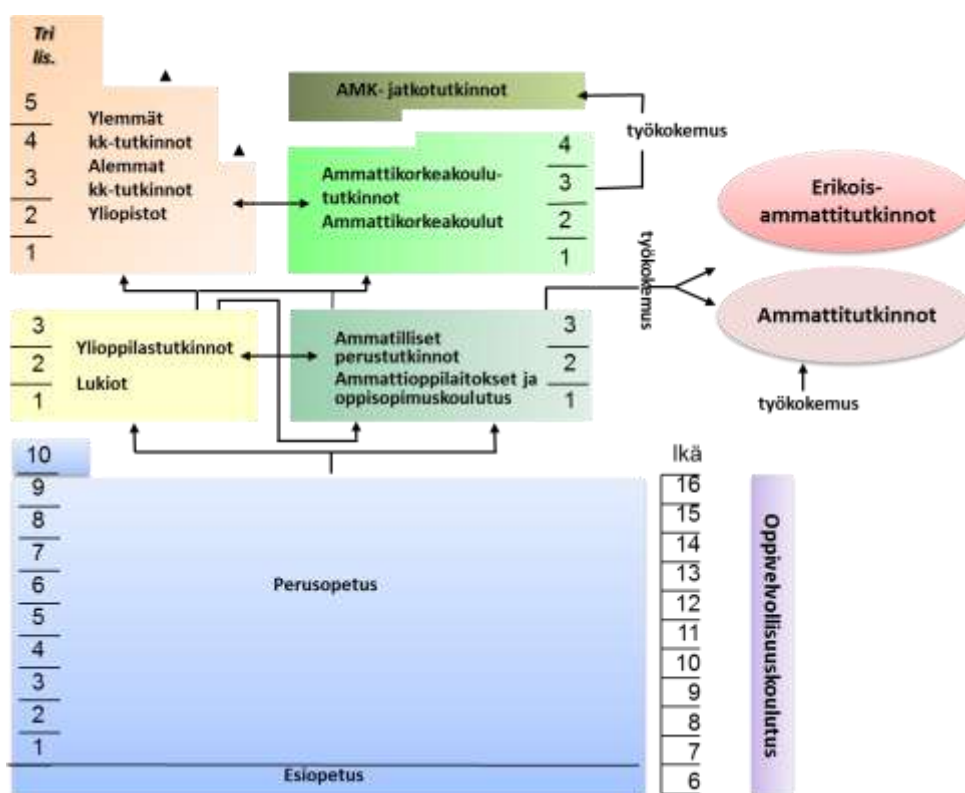 Tri
lis.
5
4
3
2
1
Ylemmät
kk-tutkinnot
Alemmat
kk-tutkinnot
Yliopistot
AMK- jatkotutkinnot
työkokemus
Ammattikorkeakoulu-
tutkinnot
Ammattikorkeakoulut
4
3
2
1
työkokemus
Erikois-
ammattitutkinnot
Ammattitutkinnot
työkokemus
3
2
1
Ylioppilastutkinnot
Lukiot
Ammatilliset
perustutkinnot
Ammattioppilaitokset ja
oppisopimuskoulutus
3
2
1
10
9
8
7
6
5
4
3
2
1
Perusopetus
Esiopetus
Ikä
16
15
14
13
12
11
10
9
8
7
6
Oppivelvollisuuskoulutus